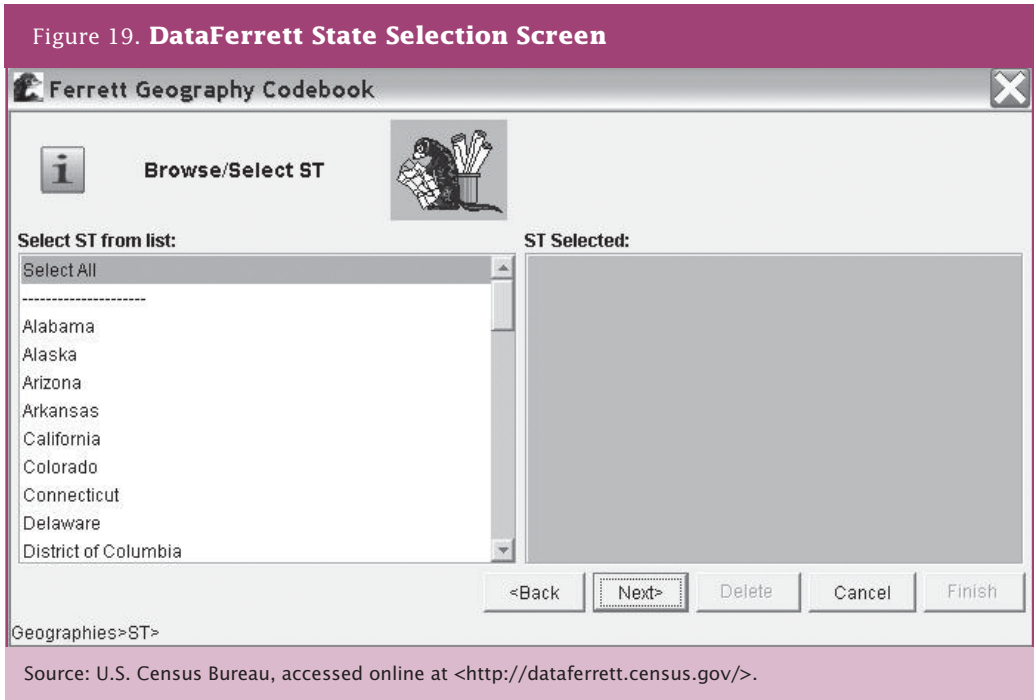 Figure 19. DataFerrett State Selection Screen
Ferrett Geography Codebook
i
Browse/Select ST
Select ST from list:
ST Selected:
Select All
---------------------
Alabama
Alaska
Arizona
Arkansas
California
Colorado
Connecticut
Delaware
District of Columbia
<Back Next> Delete Cancel Finish
Geographies>ST>
Source: U.S. Census Bureau, accessed online at <http://dataferrett.census.gov/>.